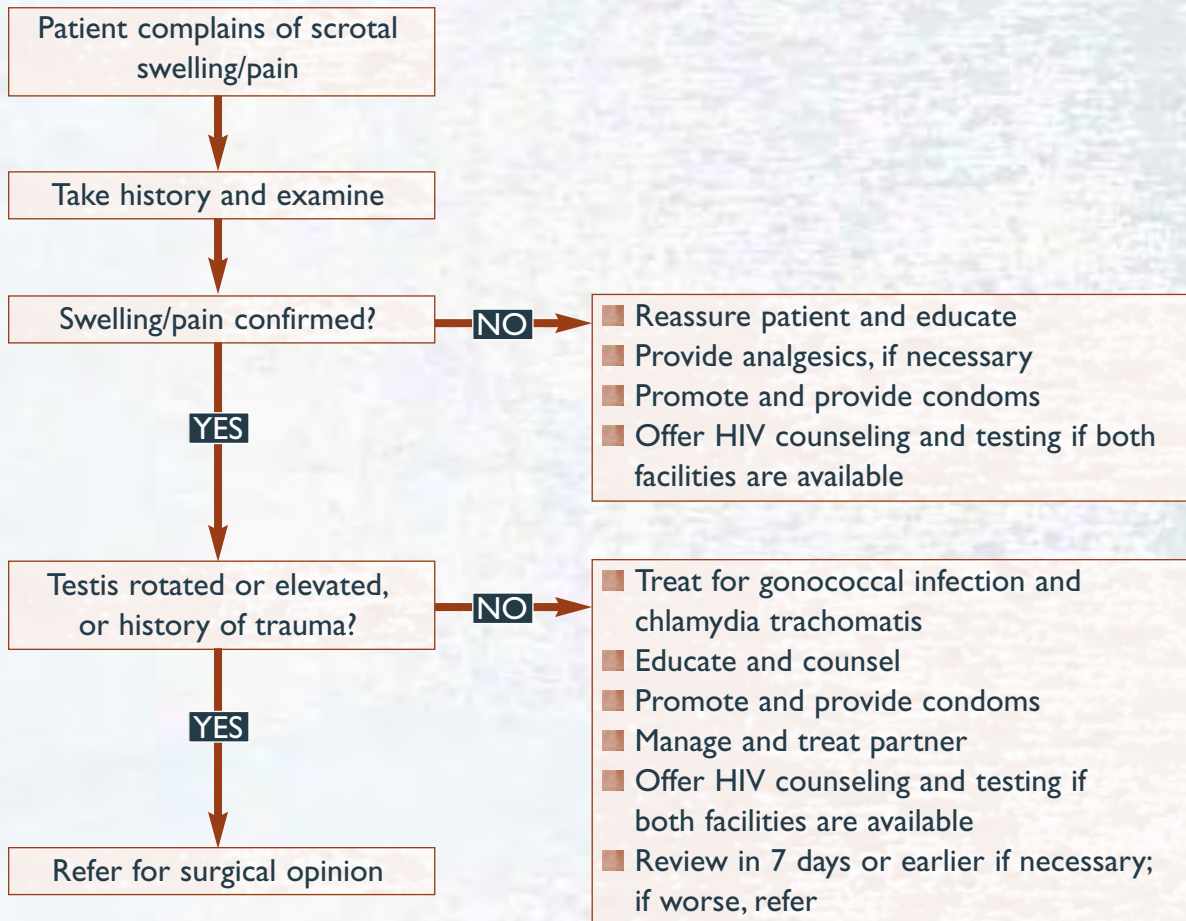 Patient complains of scrotal
swelling/pain
Take history and examine
Swelling/pain confirmed?
NO
Reassure patient and educate
Provide analgesics, if necessary
Promote and provide condoms
Offer HIV counseling and testing if both
facilities are available
YES
Testis rotated or elevated,
or history of trauma?
NO
Treat for gonococcal infection and
chlamydia trachomatis
Educate and counsel
Promote and provide condoms
Manage and treat partner
Offer HIV counseling and testing if
both facilities are available
Review in 7 days or earlier if necessary;
if worse, refer
YES
Refer for surgical opinion